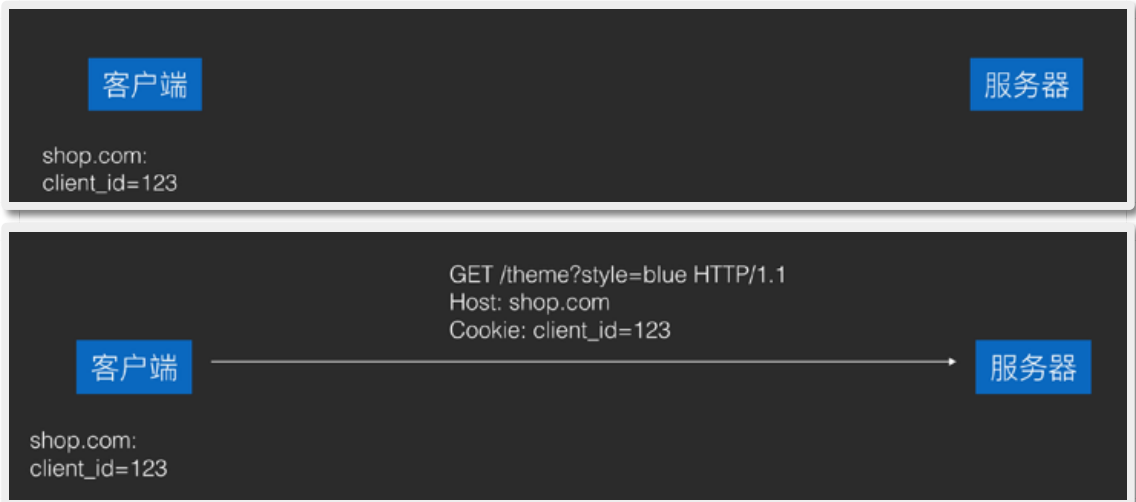 客户端
服务器
shop.com:
client_id=123
GET /theme?style=blue HTTP/1.1
Host: shop.com
Cookie: client_id=123
客户端
服务器
shop.com:
client_id=123